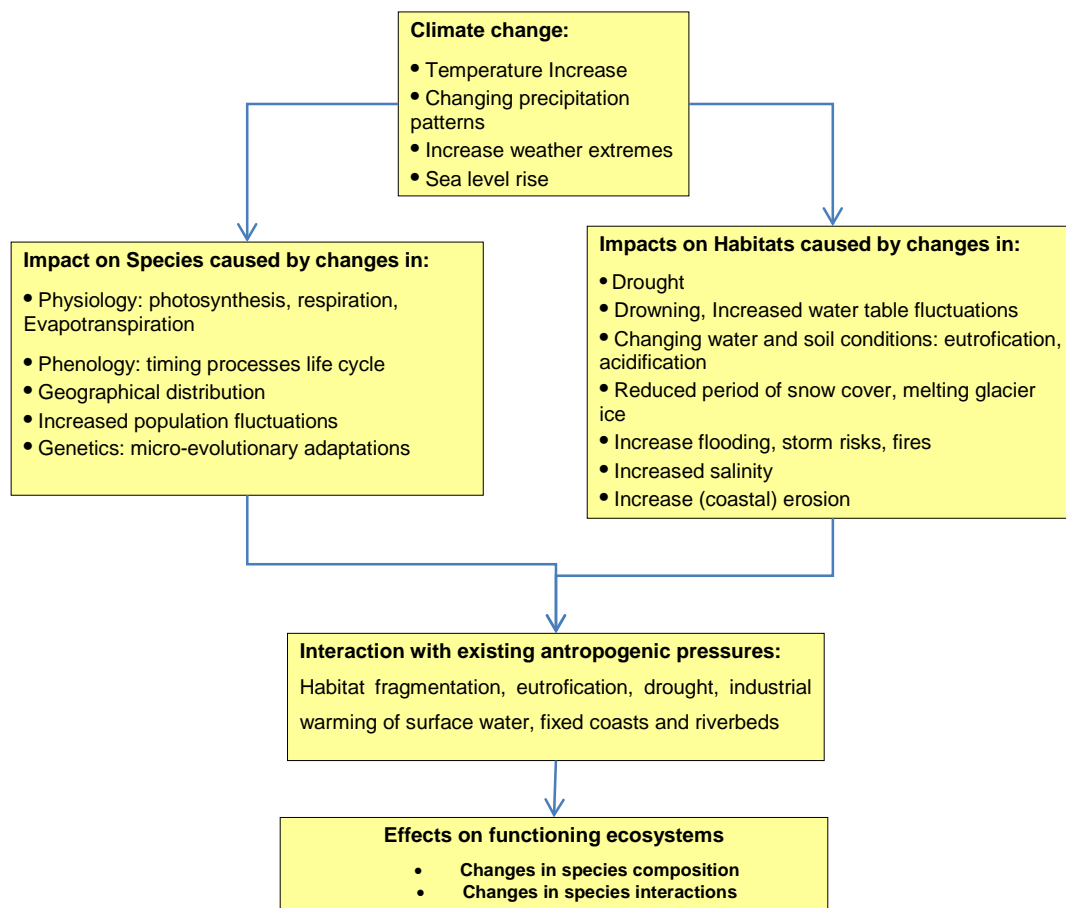 Climate change:
• Temperature Increase
• Changing precipitation
patterns
• Increase weather extremes
• Sea level rise
Impact on Species caused by changes in:
• Physiology: photosynthesis, respiration,
Evapotranspiration
• Phenology: timing processes life cycle
• Geographical distribution
• Increased population fluctuations
• Genetics: micro-evolutionary adaptations
Impacts on Habitats caused by changes in:
• Drought
• Drowning, Increased water table fluctuations
• Changing water and soil conditions: eutrofication,
acidification
• Reduced period of snow cover, melting glacier
ice
• Increase flooding, storm risks, fires
• Increased salinity
• Increase (coastal) erosion
Interaction with existing antropogenic pressures:
Habitat fragmentation, eutrofication, drought, industrial
warming of surface water, fixed coasts and riverbeds
Effects on functioning ecosystems
• Changes in species composition
• Changes in species interactions